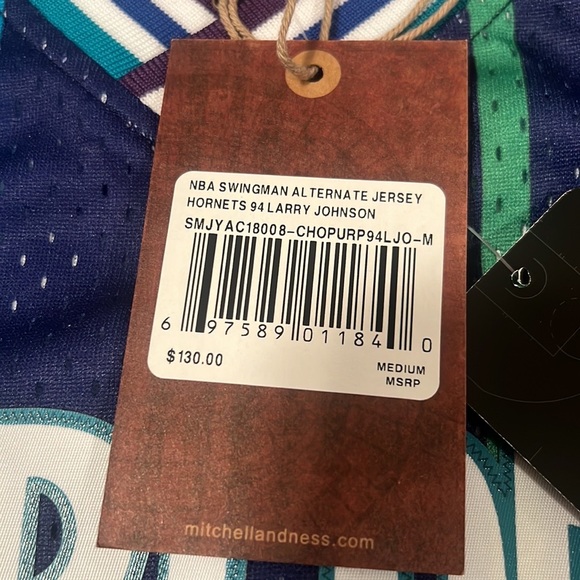 NBA SWINGMAN ALTERNATE JERSEY
HORNETS 94 LARRY JOHNSON
SMJYAC18008-CHOPURP94LJO-M
6 97589 01184 0
$130.00
MEDIUM
MSRP
mitchellandness.com